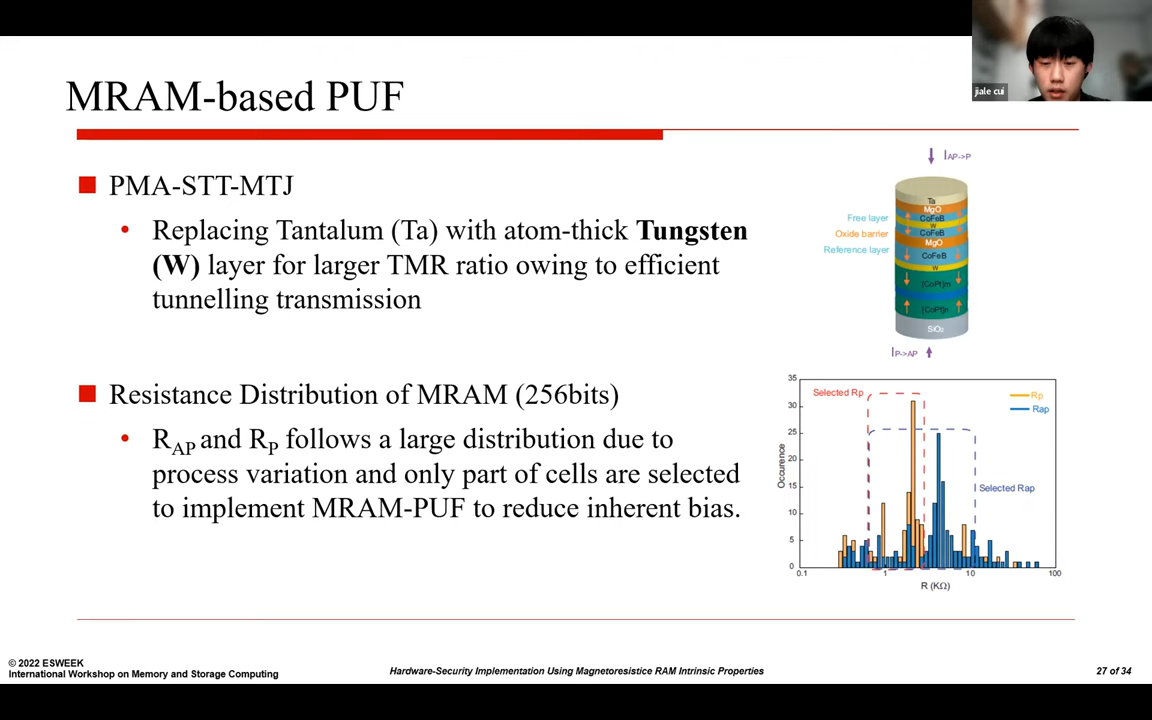 jiale cui
MRAM-based PUF
PMA-STT-MTJ
Replacing Tantalum (Ta) with atom-thick Tungsten
(W) layer for larger TMR ratio owing to efficient
tunnelling transmission
Resistance Distribution of MRAM (256bits)
RAP and RP follows a large distribution due to
process variation and only part of cells are selected
to implement MRAM-PUF to reduce inherent bias.
IAP->P
Ta
MgO
Free layer CoFeB
W
Oxide barrier CoFeB
MgO
Reference layer CoFeB
W
[CoPt]m
[CoPt]n
SiO₂
IP->AP
35
30
25
20
15
10
5
0
Occurence
Selected Rp
Rp
Rap
Selected Rap
0.1 1 10 100
R (KΩ)
© 2022 ESWEEK
International Workshop on Memory and Storage Computing
Hardware-Security Implementation Using Magnetoresistice RAM Intrinsic Properties
27 of 34